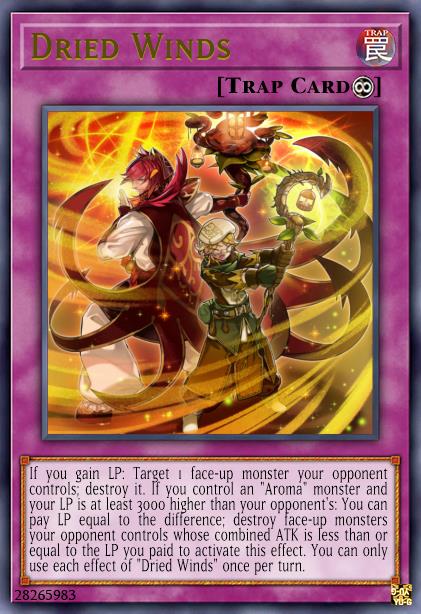 Dried Winds
TRAP
罠
[Trap Card]
If you gain LP: Target 1 face-up monster your opponent
controls; destroy it. If you control an "Aroma" monster and
your LP is at least 3000 higher than your opponent's: You can
pay LP equal to the difference; destroy face-up monsters
your opponent controls whose combined ATK is less than or
equal to the LP you paid to activate this effect. You can only
use each effect of "Dried Winds" once per turn.
28265983